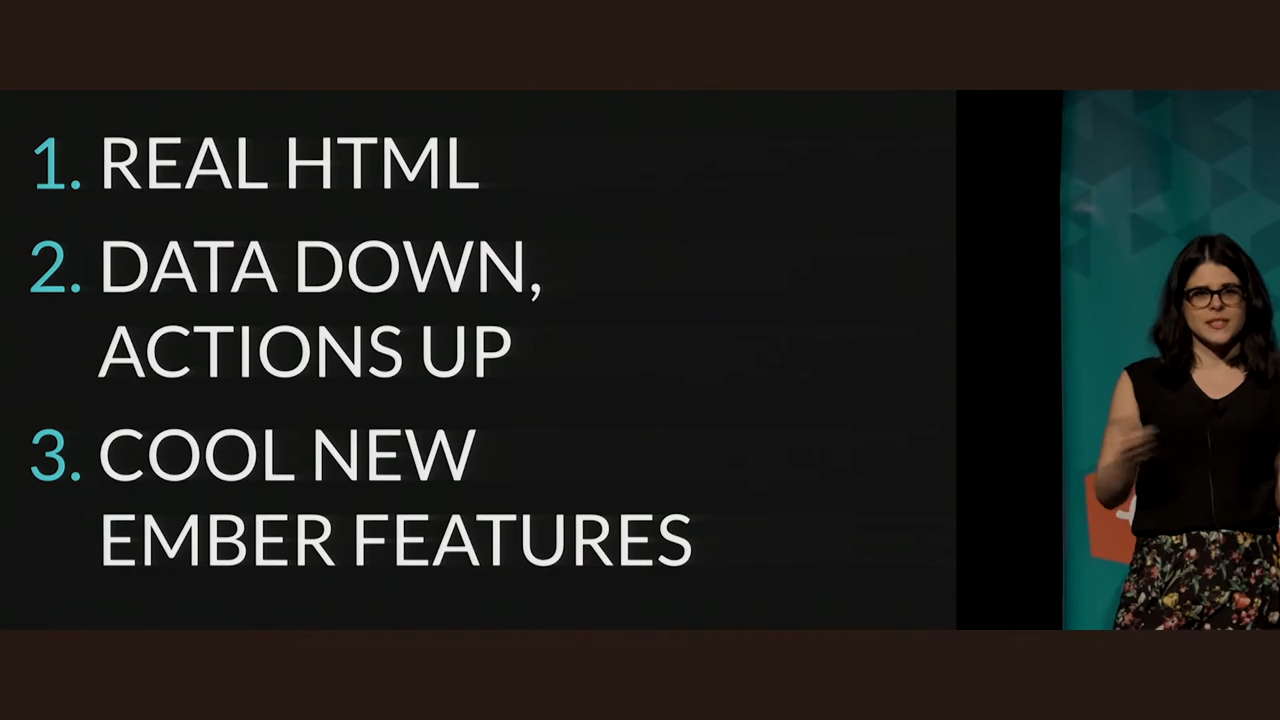 1. REAL HTML
2. DATA DOWN,
ACTIONS UP
3. COOL NEW
EMBER FEATURES